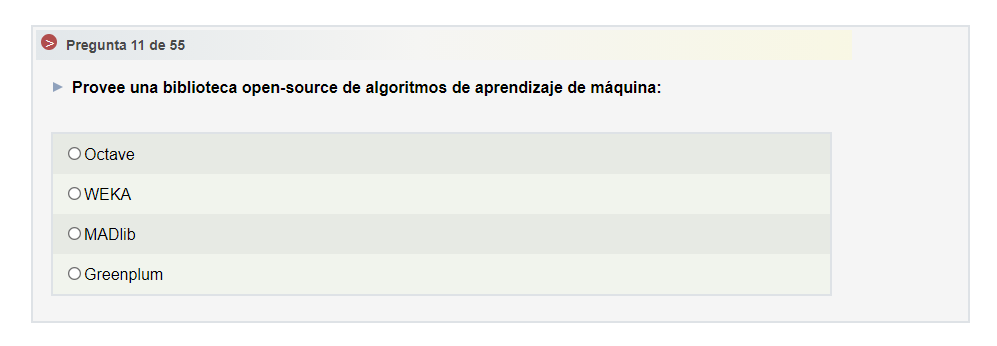 Pregunta 11 de 55
Provee una biblioteca open-source de algoritmos de aprendizaje de máquina:
Octave
WEKA
MADlib
Greenplum